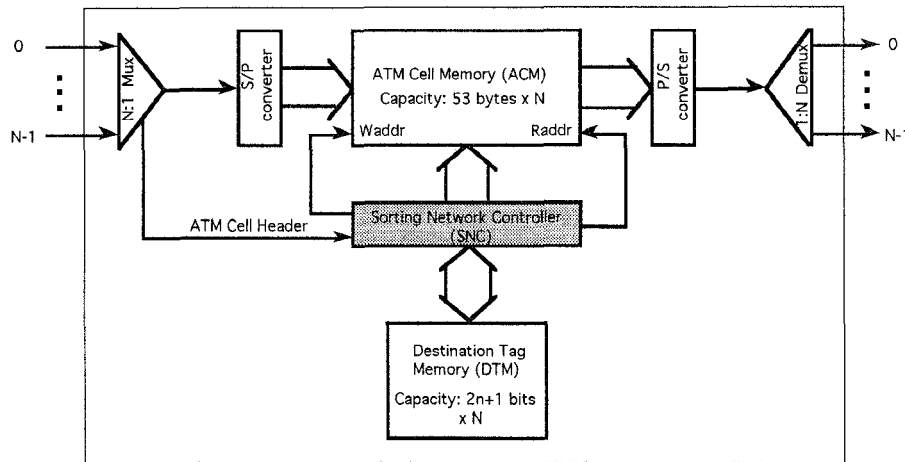 0
N-1
N:1 Mux
S/P
converter
ATM Cell Memory (ACM)
Capacity: 53 bytes x N
Waddr
Raddr
P/S
converter
1:N Demux
0
N-1
ATM Cell Header
Sorting Network Controller
(SNC)
Destination Tag
Memory (DTM)
Capacity: 2n+1 bits
x N